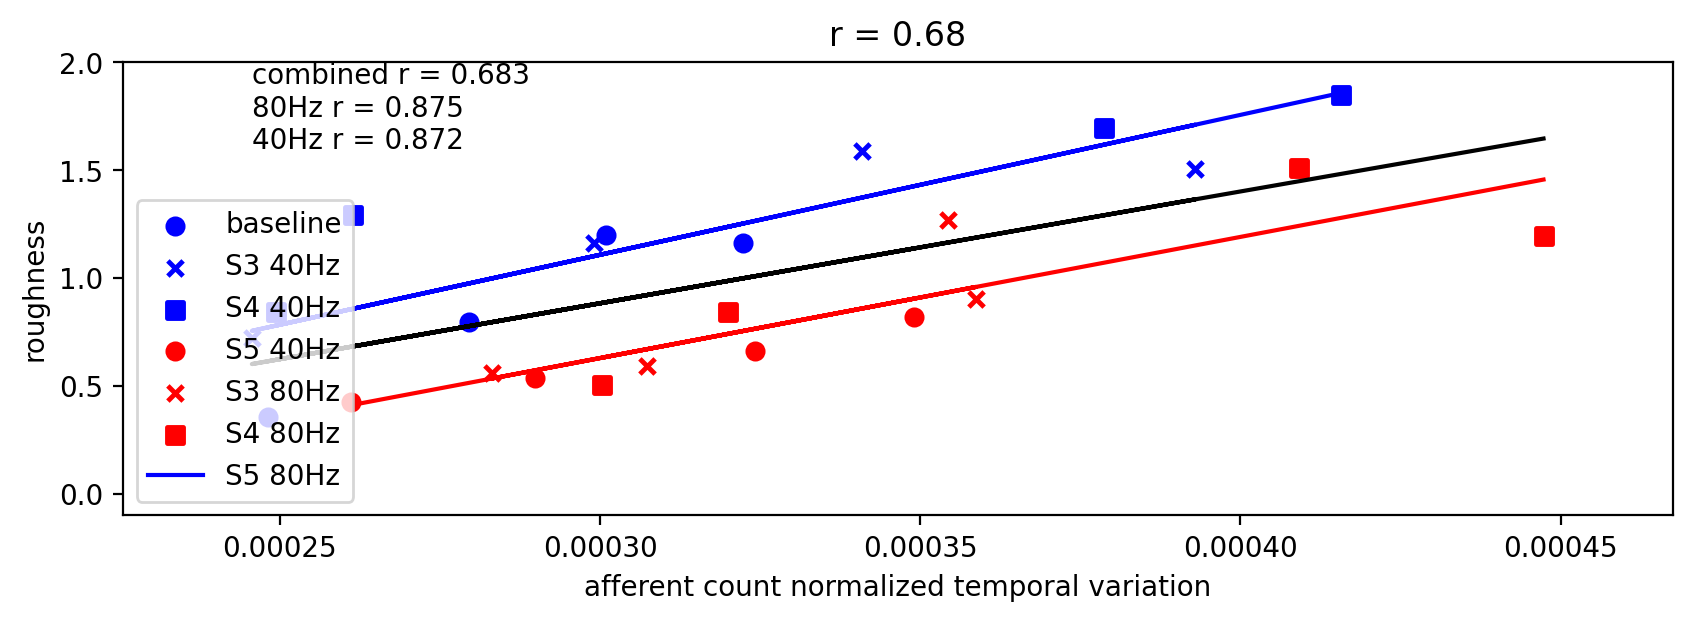 r = 0.68
combined r = 0.683
80Hz r = 0.875
40Hz r = 0.872
baseline
S3 40Hz
S4 40Hz
S5 40Hz
S3 80Hz
S4 80Hz
S5 80Hz
roughness
2.0
1.5
1.0
0.5
0.0
0.00025 0.00030 0.00035 0.00040 0.00045
afferent count normalized temporal variation